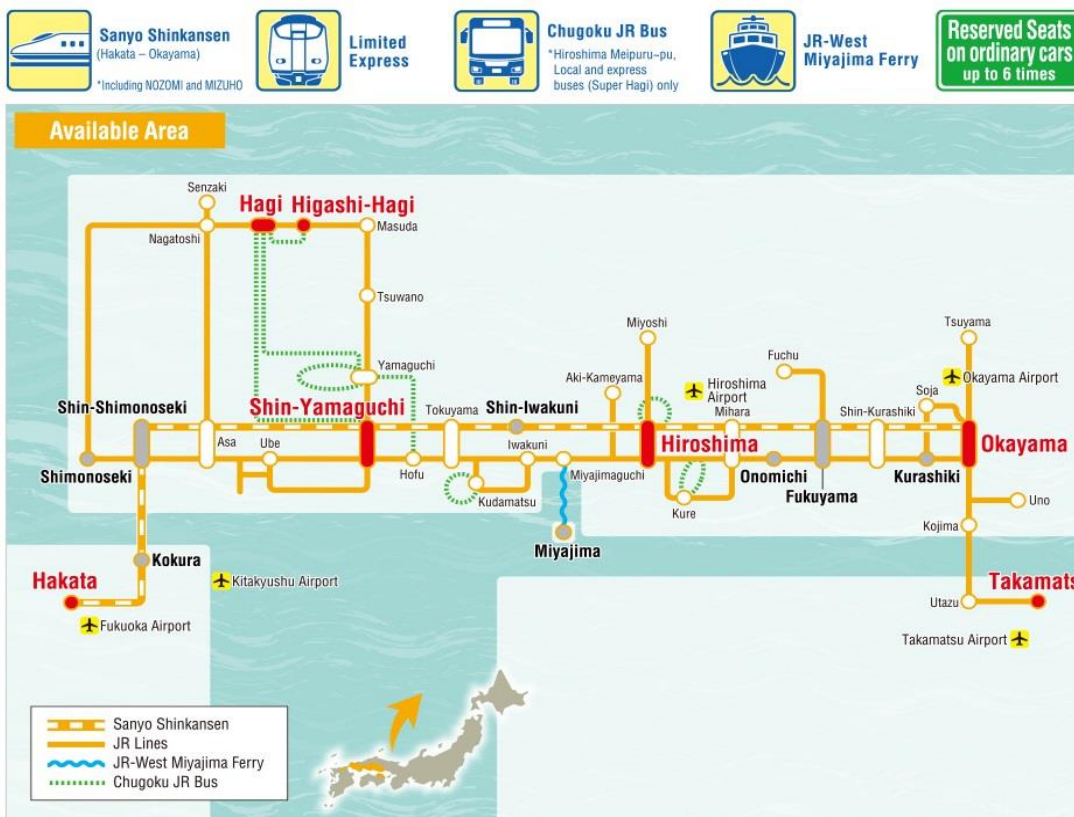 Sanyo Shinkansen
(Hakata – Okayama)
*Including NOZOMI and MIZUHO
Limited
Express
Chugoku JR Bus
*Hiroshima Meipuru–pu,
Local and express
buses (Super Hagi) only
JR-West
Miyajima Ferry
Reserved Seats
on ordinary cars
up to 6 times
Available Area
Senzaki
Hagi
Higashi-Hagi
Nagatoshi
Masuda
Tsuwano
Miyoshi
Tsuyama
Yamaguchi
Fuchu
Aki-Kameyama
Hiroshima
Airport
Okayama Airport
Soja
Shin-Shimonoseki
Shin-Yamaguchi
Tokuyama
Shin-Iwakuni
Mihara
Shin-Kurashiki
Asa
Ube
Iwakuni
Hiroshima
Okayama
Shimonoseki
Hofu
Miyajimaguchi
Onomichi
Kurashiki
Kudamatsu
Kure
Fukuyama
Uno
Kojima
Miyajima
Kokura
Hakata
Kitakyushu Airport
Takamats
Utazu
Fukuoka Airport
Takamatsu Airport
Sanyo Shinkansen
JR Lines
JR-West Miyajima Ferry
Chugoku JR Bus